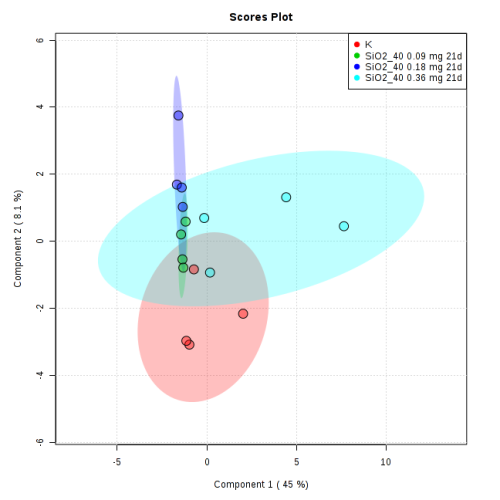 Scores Plot
K
SiO2_40 0.09 mg 21d
SiO2_40 0.18 mg 21d
SiO2_40 0.36 mg 21d
6
4
2
0
-2
-4
-6
Component 2 ( 8.1 %)
-5
0
5
10
Component 1 ( 45 %)